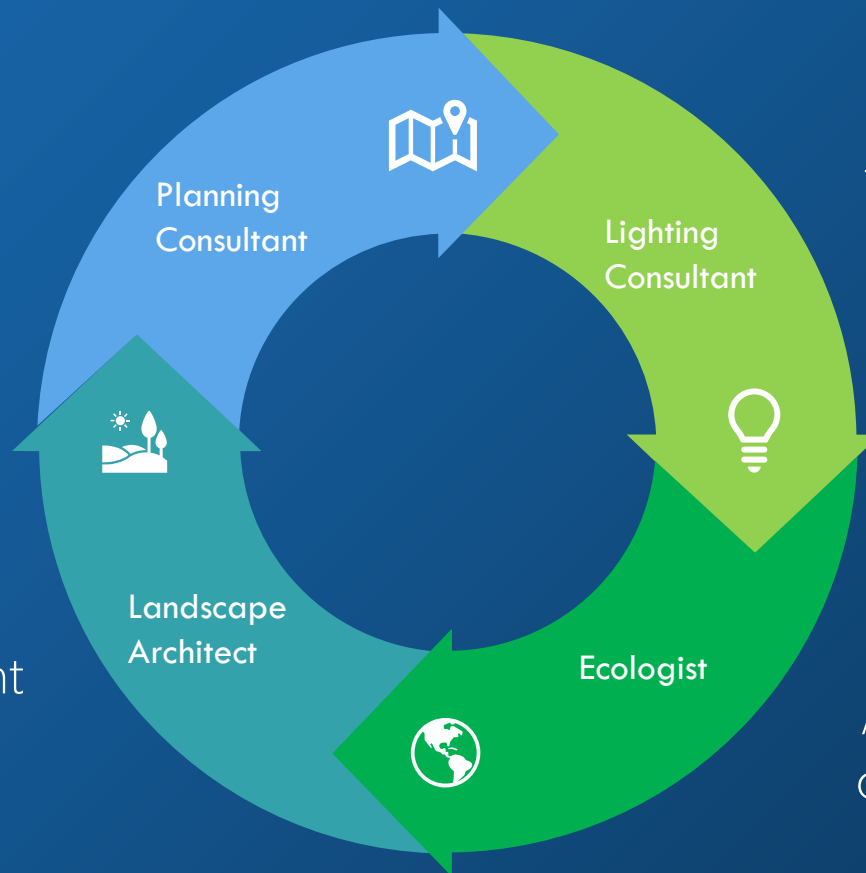 Planning
Consultant
Lighting
Consultant
Landscape
Architect
Ecologist